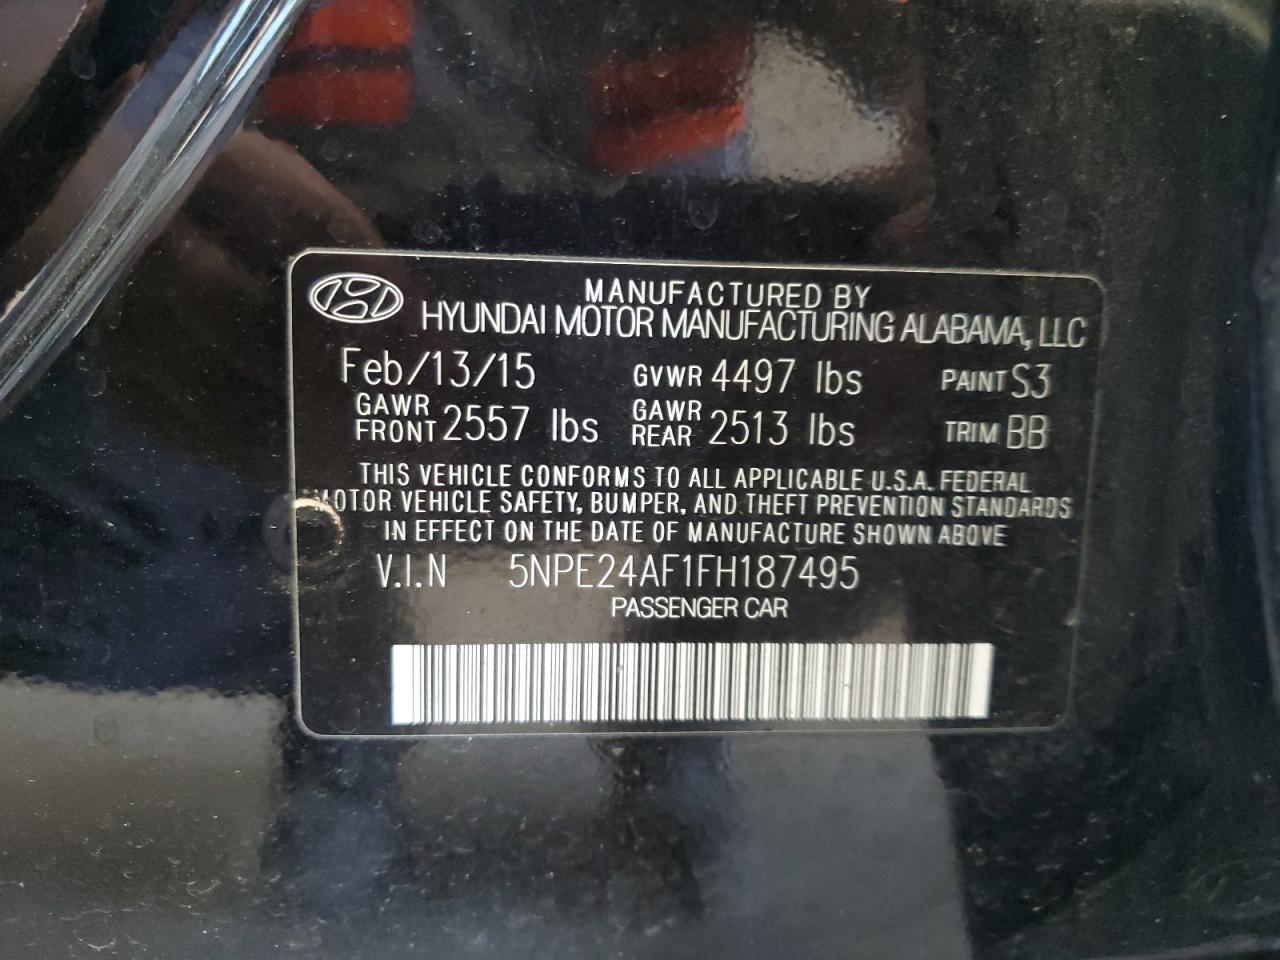 MANUFACTURED BY
HYUNDAI MOTOR MANUFACTURING ALABAMA, LLC
Feb/13/15 GVWR 4497 lbs PAINT S3
GAWR FRONT 2557 lbs GAWR REAR 2513 lbs TRIM BB
THIS VEHICLE CONFORMS TO ALL APPLICABLE U.S.A. FEDERAL
MOTOR VEHICLE SAFETY, BUMPER, AND THEFT PREVENTION STANDARDS
IN EFFECT ON THE DATE OF MANUFACTURE SHOWN ABOVE
V.I.N 5NPE24AF1FH187495
PASSENGER CAR